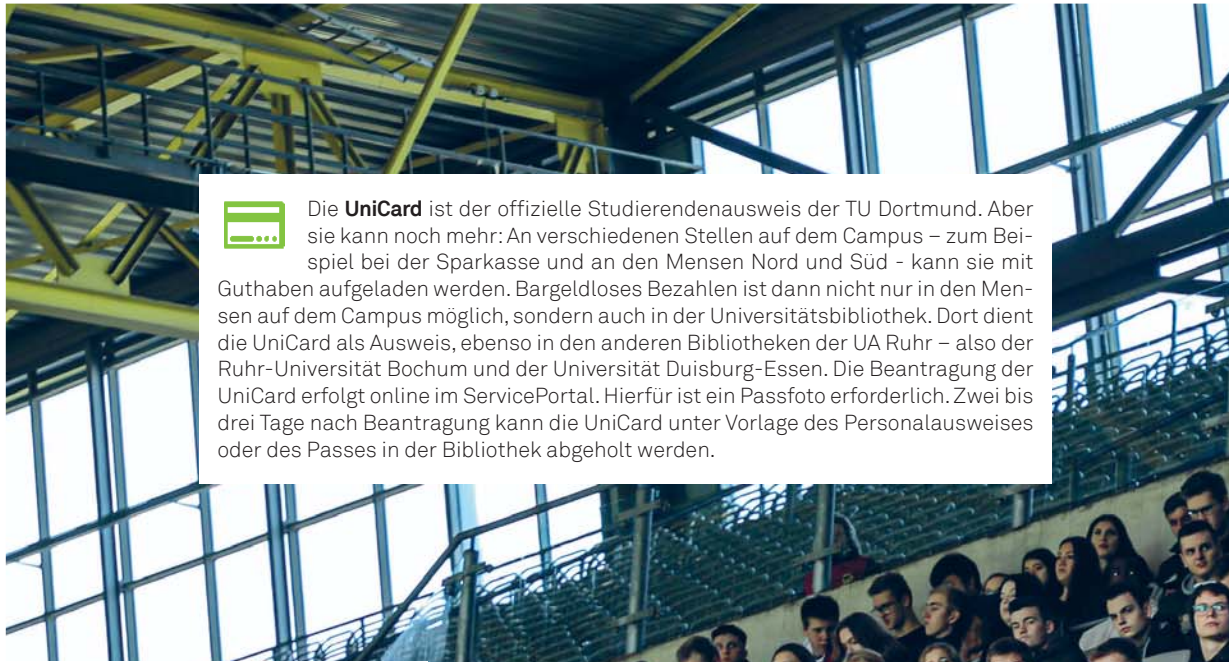 Die UniCard ist der offizielle Studierendenausweis der TU Dortmund. Aber
sie kann noch mehr: An verschiedenen Stellen auf dem Campus – zum Bei-
spiel bei der Sparkasse und an den Mensen Nord und Süd - kann sie mit
Guthaben aufgeladen werden. Bargeldloses Bezahlen ist dann nicht nur in den Men-
sen auf dem Campus möglich, sondern auch in der Universitätsbibliothek. Dort dient
die UniCard als Ausweis, ebenso in den anderen Bibliotheken der UA Ruhr – also der
Ruhr-Universität Bochum und der Universität Duisburg-Essen. Die Beantragung der
UniCard erfolgt online im ServicePortal. Hierfür ist ein Passfoto erforderlich. Zwei bis
drei Tage nach Beantragung kann die UniCard unter Vorlage des Personalausweises
oder des Passes in der Bibliothek abgeholt werden.